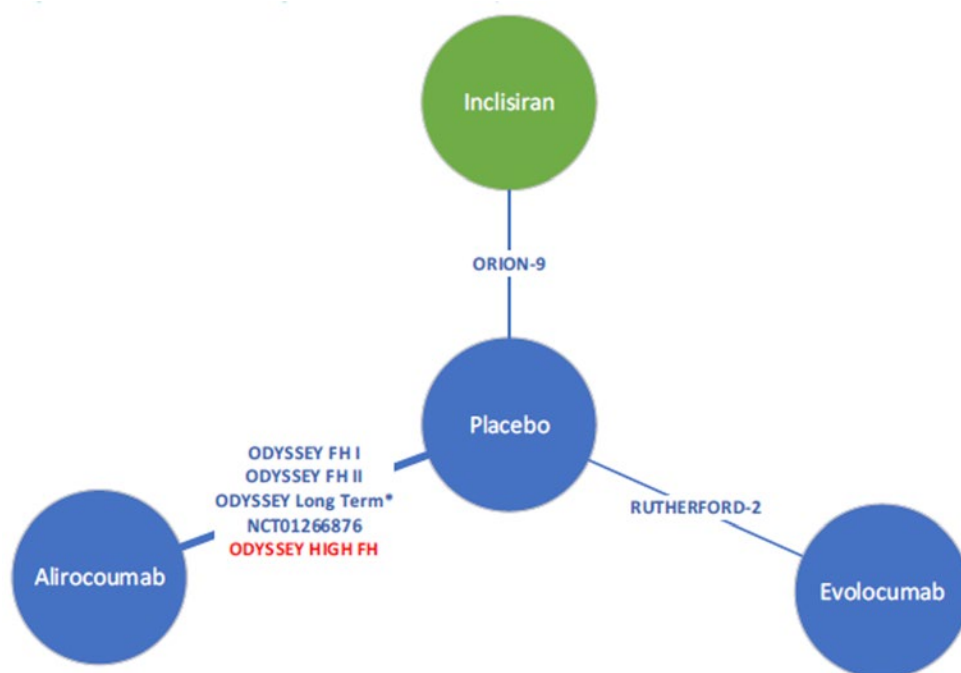 Inclisiran
ORION-9
Placebo
ODYSSEY FH I
ODYSSEY FH II
ODYSSEY Long Term*
NCT01266876
ODYSSEY HIGH FH
RUTHERFORD-2
Alirocoumab
Evolocumab